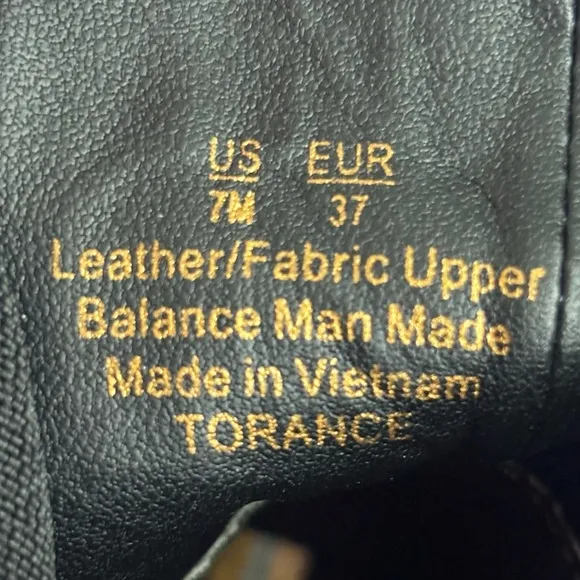 US EUR
7M 37
Leather/Fabric Upper
Balance Man Made
Made in Vietnam
TORANCE